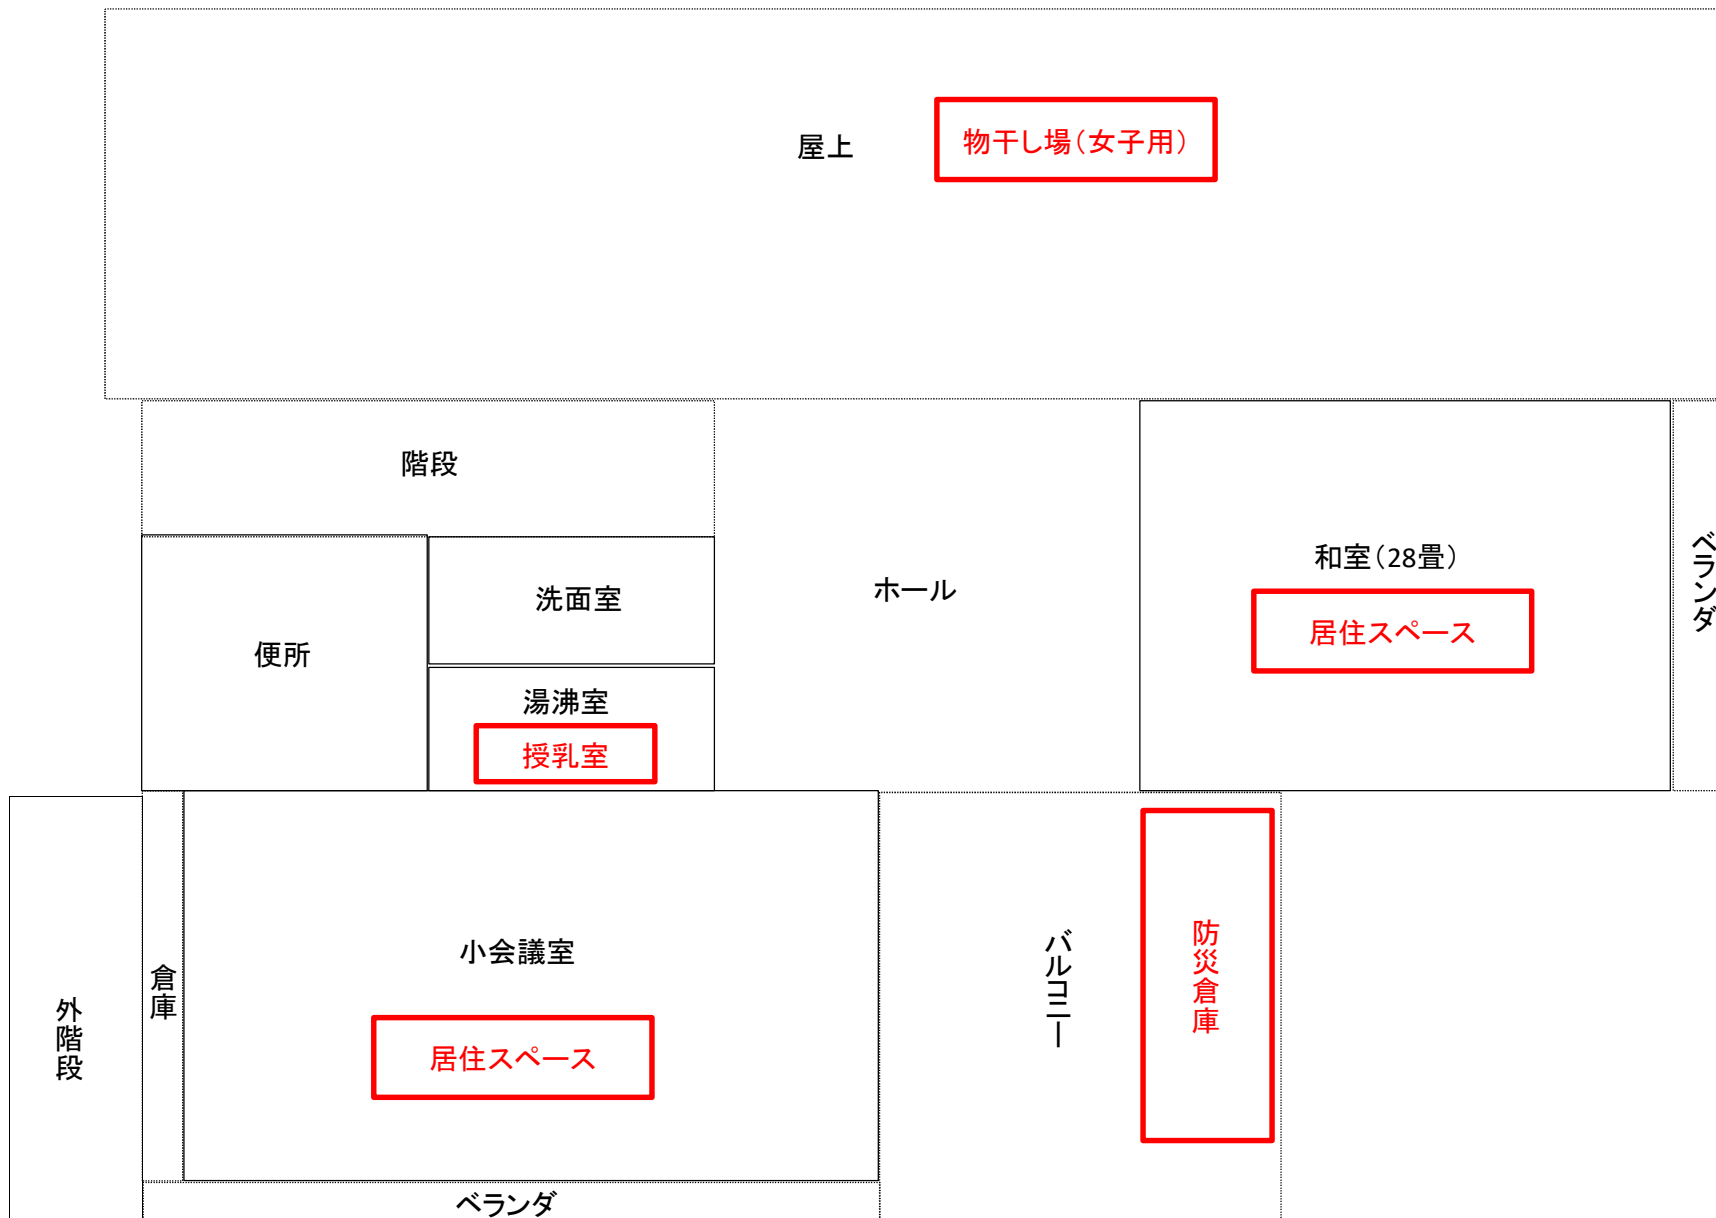 屋上
物干し場（女子用）
階段
和室（28畳）
居住スペース
ベランダ
ホール
洗面室
便所
湯沸室
授乳室
小会議室
居住スペース
倉庫
外階段
バルコニー
防災倉庫
ベランダ